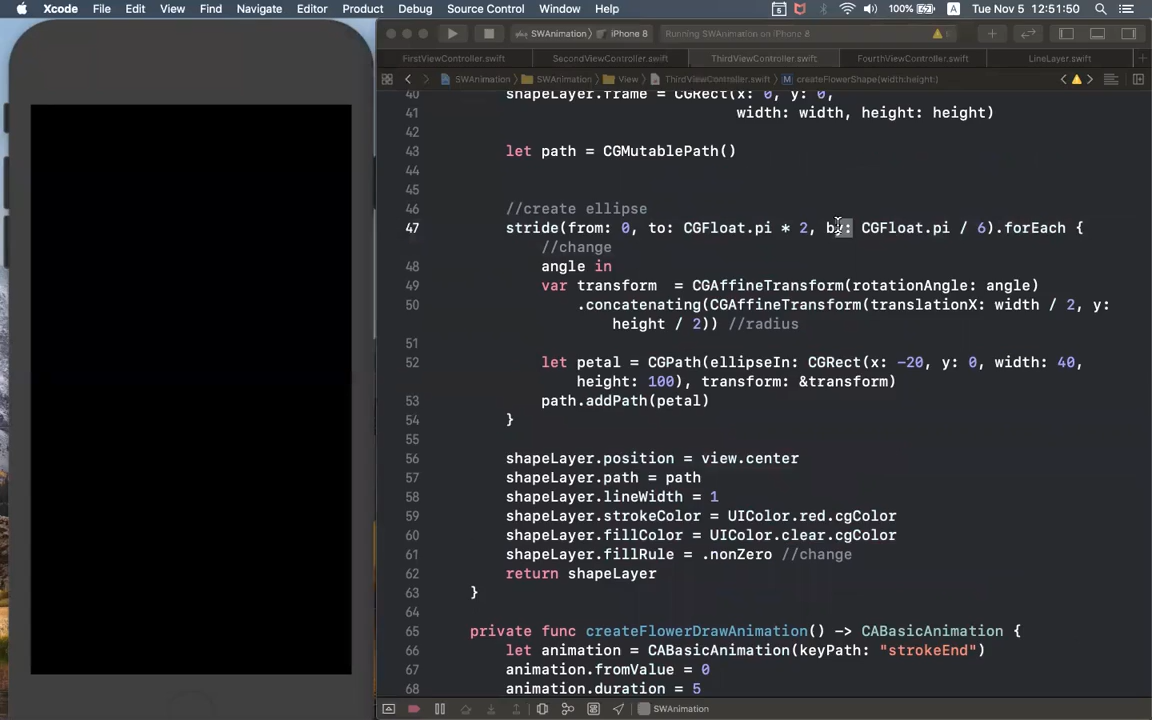 Xcode File Edit View Find Navigate Editor Product Debug Source Control Window Help 100% A Tue Nov 5 12:51:50
SWAnimation iPhone 8 Running SWAnimation on iPhone 8
FirstViewController.swift SecondViewController.swift ThirdViewController.swift FourthViewController.swift LineLayer.swift
SWAnimation SWAnimation View ThirdViewController.swift M createFlowerShape(width:height:)
40 shapeLayer.frame = CGRect(x: 0, y: 0,
41 width: width, height: height)
42
43 let path = CGMutablePath()
44
45
46 //create ellipse
47 stride(from: 0, to: CGFloat.pi * 2, by: CGFloat.pi / 6).forEach {
//change
48 angle in
49 var transform  = CGAffineTransform(rotationAngle: angle)
50 .concatenating(CGAffineTransform(translationX: width / 2, y:
height / 2)) //radius
51
52 let petal = CGPath(ellipseIn: CGRect(x: -20, y: 0, width: 40,
height: 100), transform: &transform)
53 path.addPath(petal)
54 }
55
56 shapeLayer.position = view.center
57 shapeLayer.path = path
58 shapeLayer.lineWidth = 1
59 shapeLayer.strokeColor = UIColor.red.cgColor
60 shapeLayer.fillColor = UIColor.clear.cgColor
61 shapeLayer.fillRule = .nonZero //change
62 return shapeLayer
63 }
64
65 private func createFlowerDrawAnimation() -> CABasicAnimation {
66 let animation = CABasicAnimation(keyPath: "strokeEnd")
67 animation.fromValue = 0
68 animation.duration = 5
SWAnimation